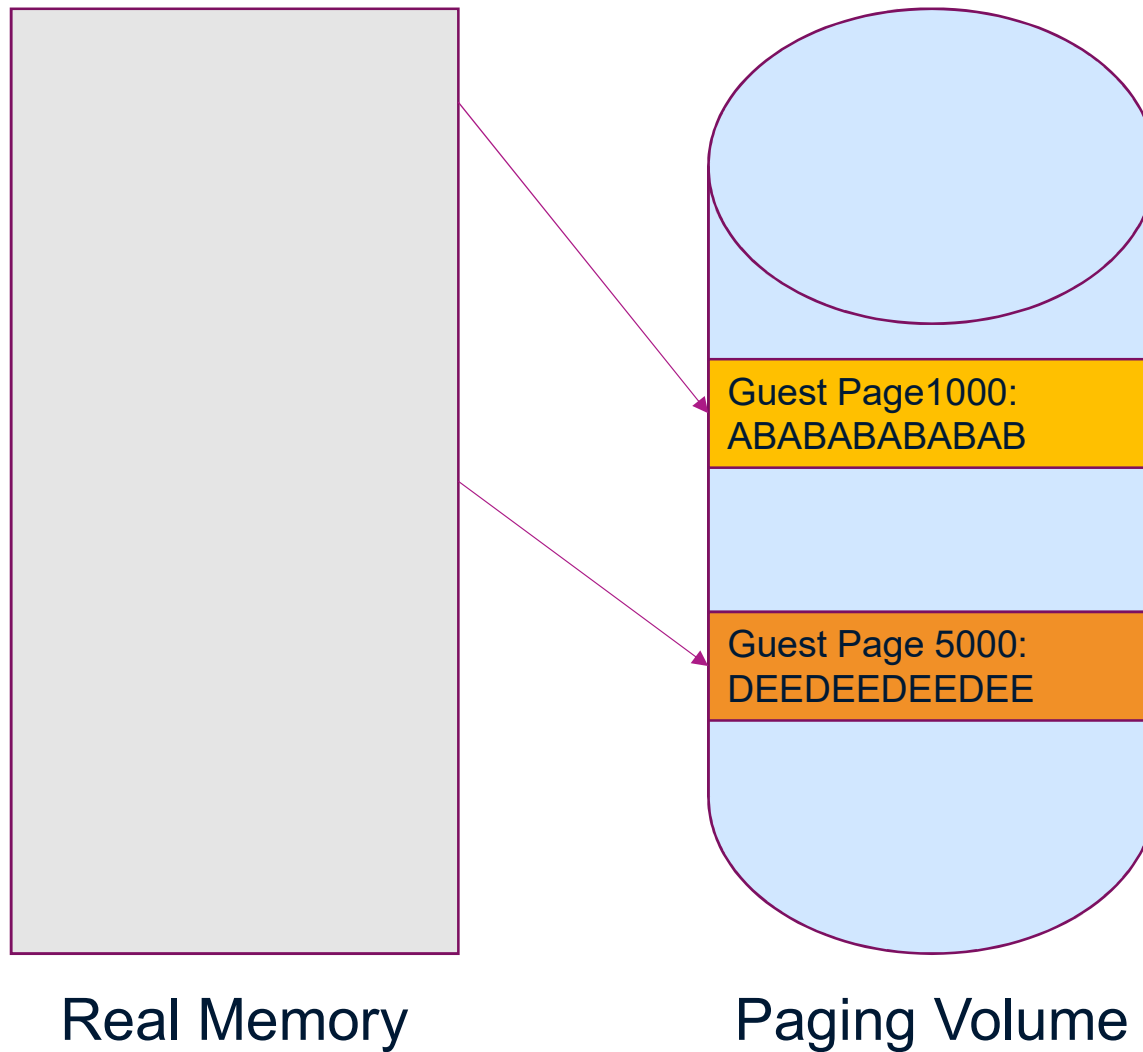 Guest Page1000:
ABABABABABAB
Guest Page 5000:
DEEDEEDEEDEE
Real Memory
Paging Volume